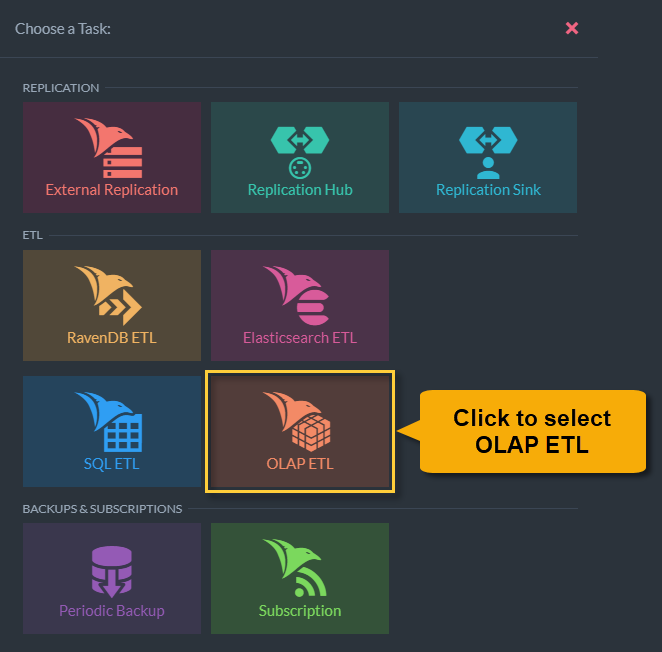 Choose a Task:
REPLICATION
External Replication
Replication Hub
Replication Sink
ETL
RavenDB ETL
Elasticsearch ETL
SQL ETL
OLAP ETL
Click to select
OLAP ETL
BACKUPS & SUBSCRIPTIONS
Periodic Backup
Subscription